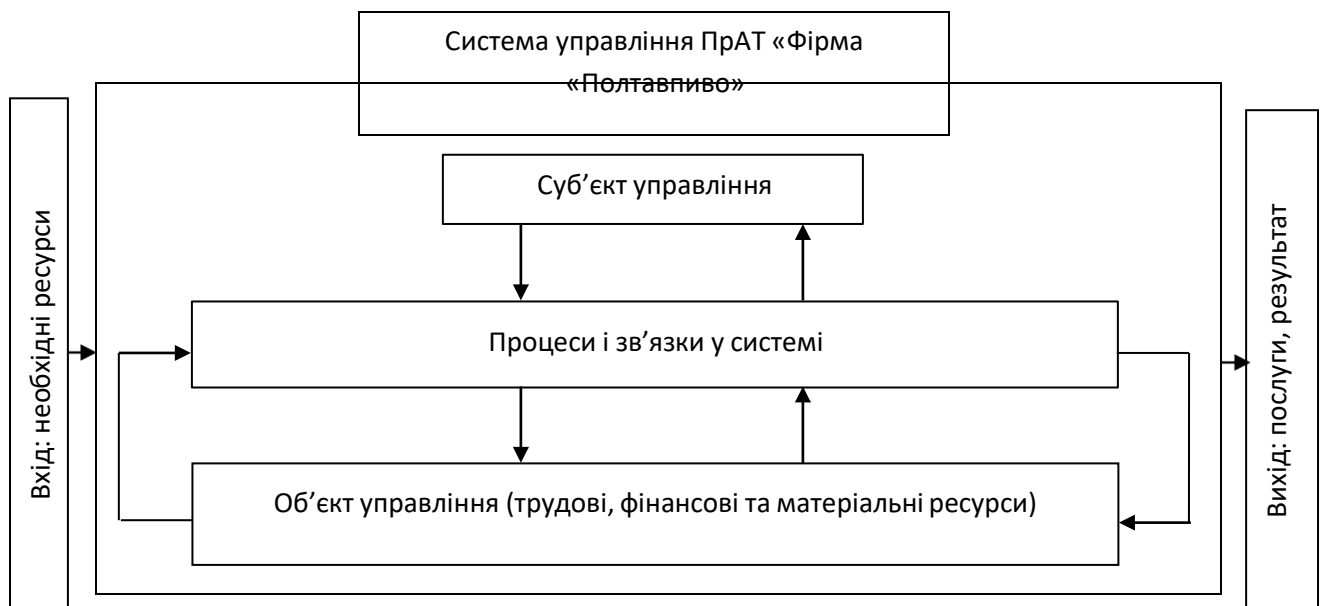 Система управління ПрАТ «Фірма
«Полтавпиво»
Суб’єкт управління
Вхід: необхідні ресурси
Процеси і зв’язки у системі
Об’єкт управління (трудові, фінансові та матеріальні ресурси)
Вихід: послуги, результат